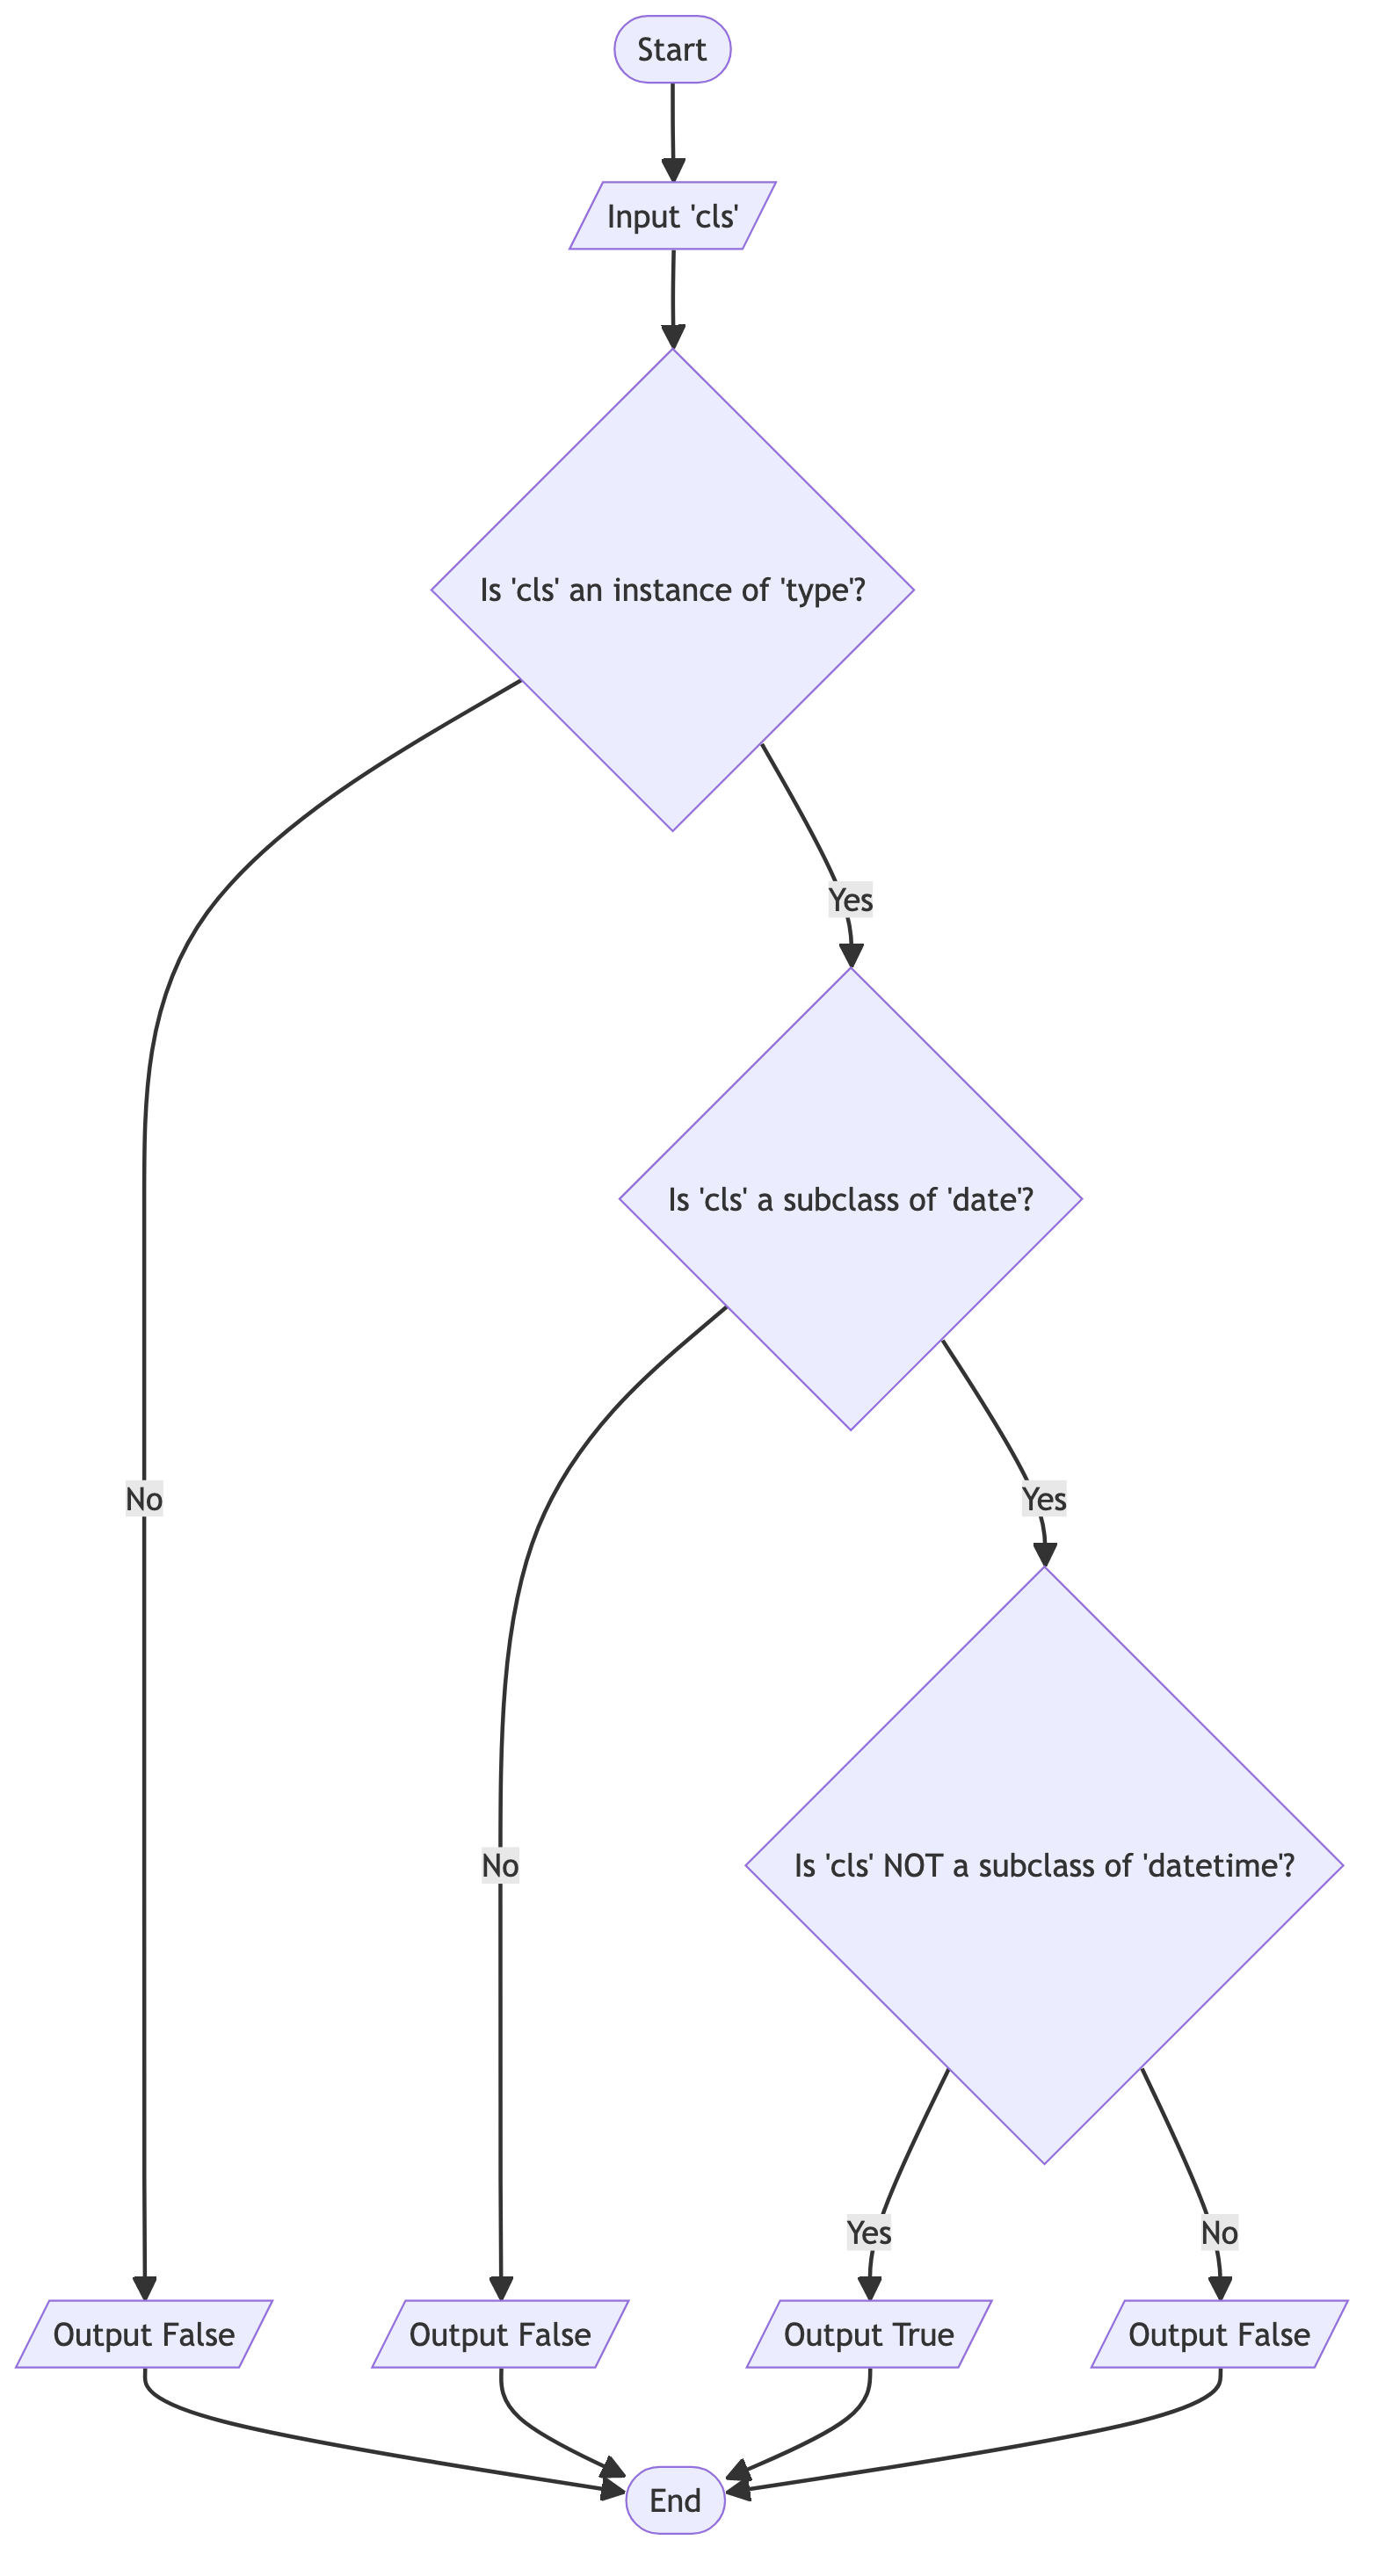 Start
Input 'cls'
Is 'cls' an instance of 'type'?
Yes
Is 'cls' a subclass of 'date'?
No
Yes
No
Is 'cls' NOT a subclass of 'datetime'?
Yes
No
Output False
Output False
Output True
Output False
End